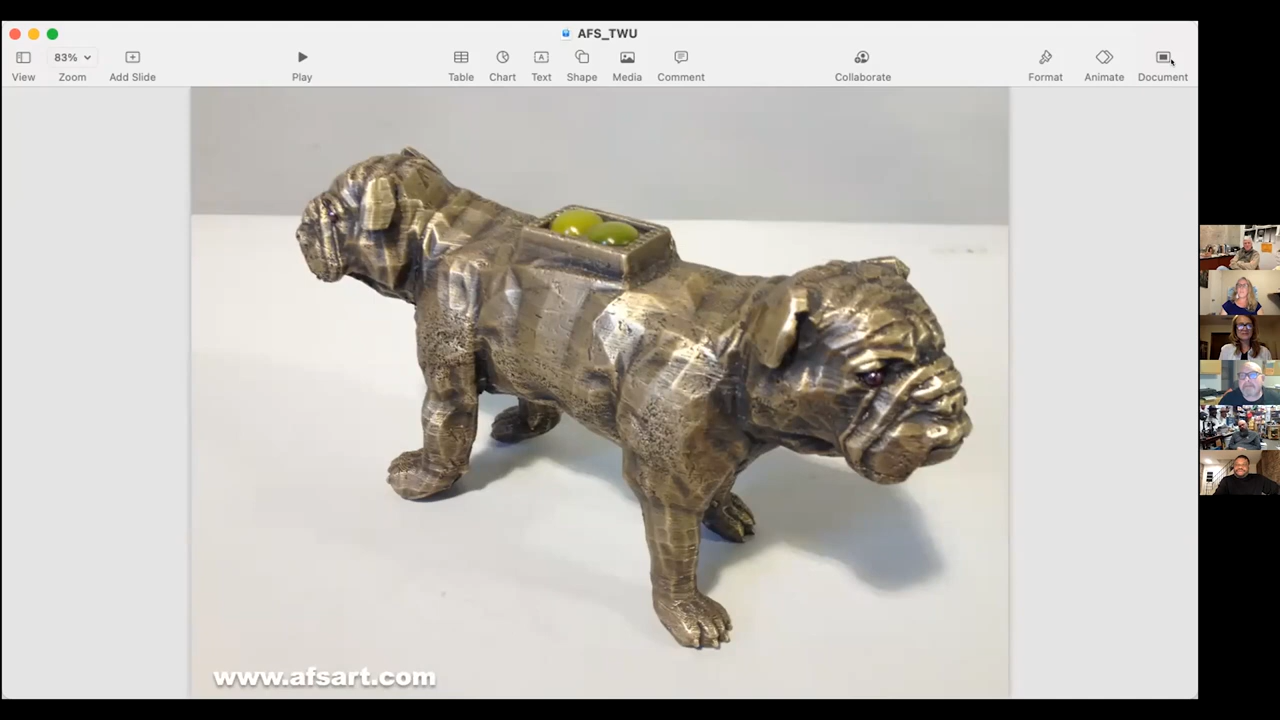 AFS_TWU
83%
View
Zoom
Add Slide
Play
Table
Chart
Text
Shape
Media
Comment
Collaborate
Format
Animate
Document
www.afsart.com